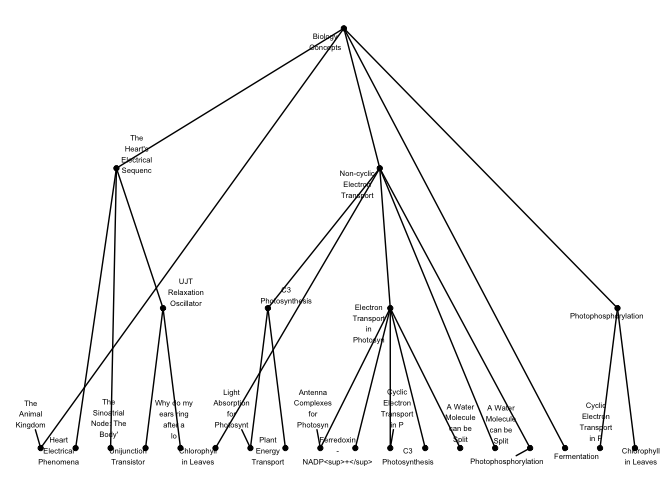 Biology
Concepts
The
Heart's
Electrical
Sequenc
Non-cyclic
Electron
Transport
UJT
Relaxation
Oscillator
C3
Photosynthesis
Electron
Transport
in
Photosyn
Photophosphorylation
The
Animal
Kingdom
Heart
Electrical
Phenomena
The
Sinoatrial
Node: The
Body'
Unijunction
Transistor
Why do my
ears ring
after a
lo
Chlorophyll
in Leaves
Light
Absorption
for
Photosynt
Plant
Energy
Transport
Antenna
Complexes
for
Photosyn
Ferredoxin
-
NADP<sup>+</sup>
Cyclic
Electron
Transport
in P
C3
Photosynthesis
A Water
Molecule
can be
Split
A Water
Molecule
can be
Split
Photophosphorylation
Fermentation
Cyclic
Electron
Transport
in P
Chlorophyll
in Leaves